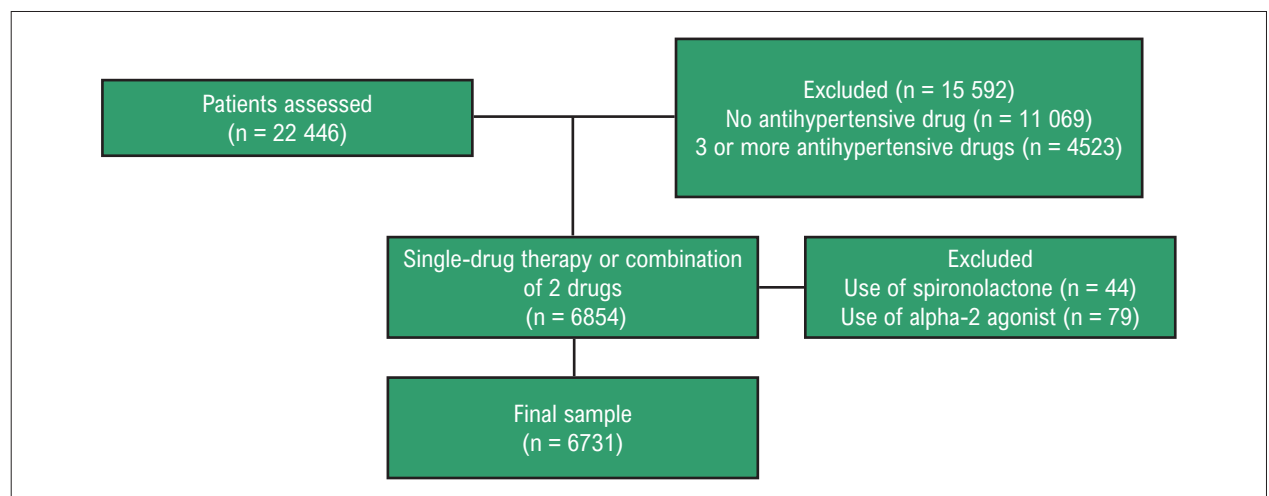 Patients assessed
(n = 22 446)
Excluded (n = 15 592)
No antihypertensive drug (n = 11 069)
3 or more antihypertensive drugs (n = 4523)
Single-drug therapy or combination
of 2 drugs
(n = 6854)
Excluded
Use of spironolactone (n = 44)
Use of alpha-2 agonist (n = 79)
Final sample
(n = 6731)